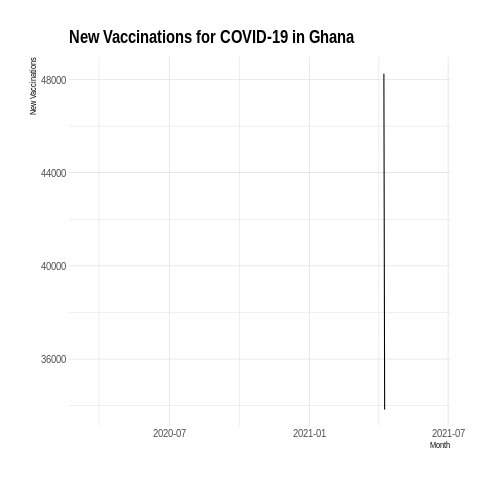 New Vaccinations for COVID-19 in Ghana
New Vaccinations
48000
44000
40000
36000
2020-07
2021-01
2021-07
Month